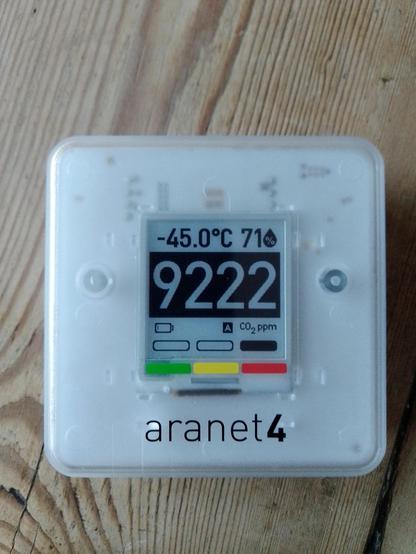 -45.0°C 71%
9222
A CO₂ ppm
aranet4